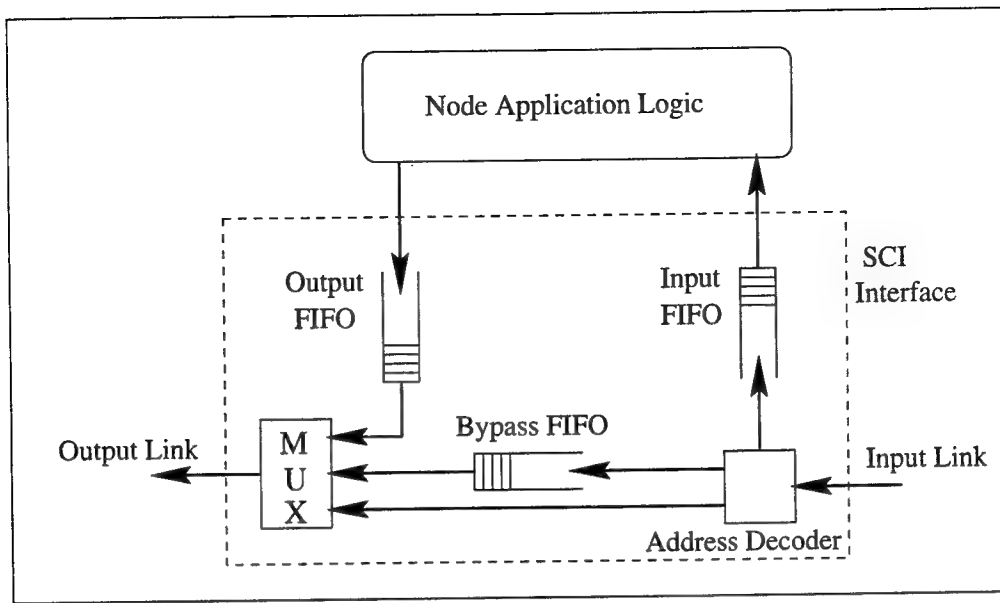 Node Application Logic
Output
FIFO
Input
FIFO
SCI
Interface
Bypass FIFO
Output Link
M
U
X
Input Link
Address Decoder